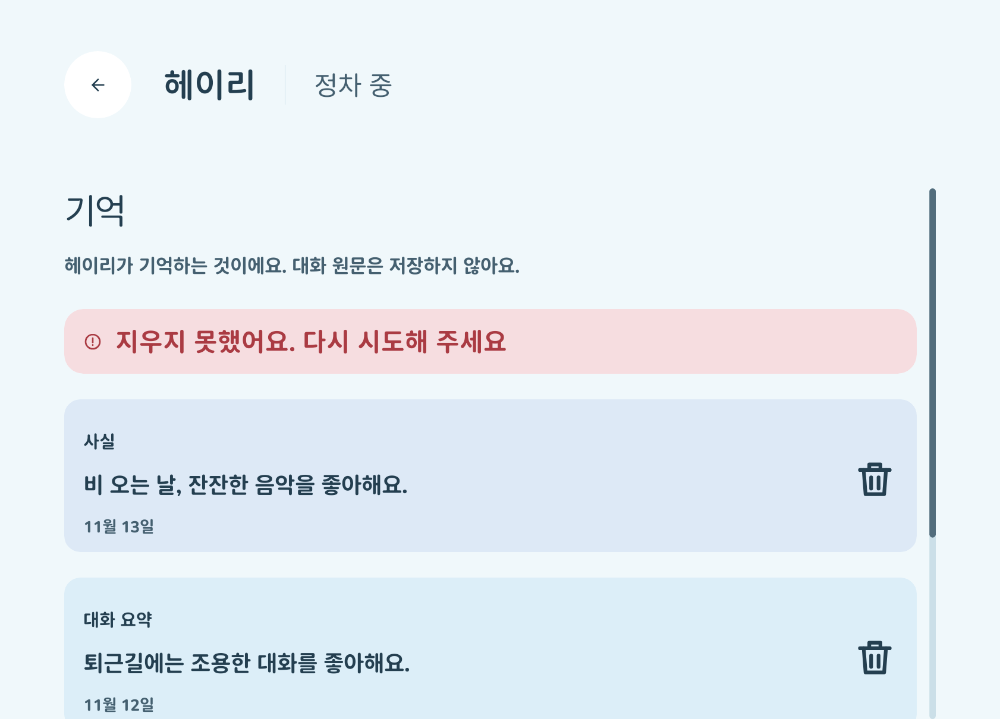 헤이리
정차 중
기억
헤이리가 기억하는 것이에요. 대화 원문은 저장하지 않아요.
지우지 못했어요. 다시 시도해 주세요
사실
비 오는 날, 잔잔한 음악을 좋아해요.
11월 13일
대화 요약
퇴근길에는 조용한 대화를 좋아해요.
11월 12일